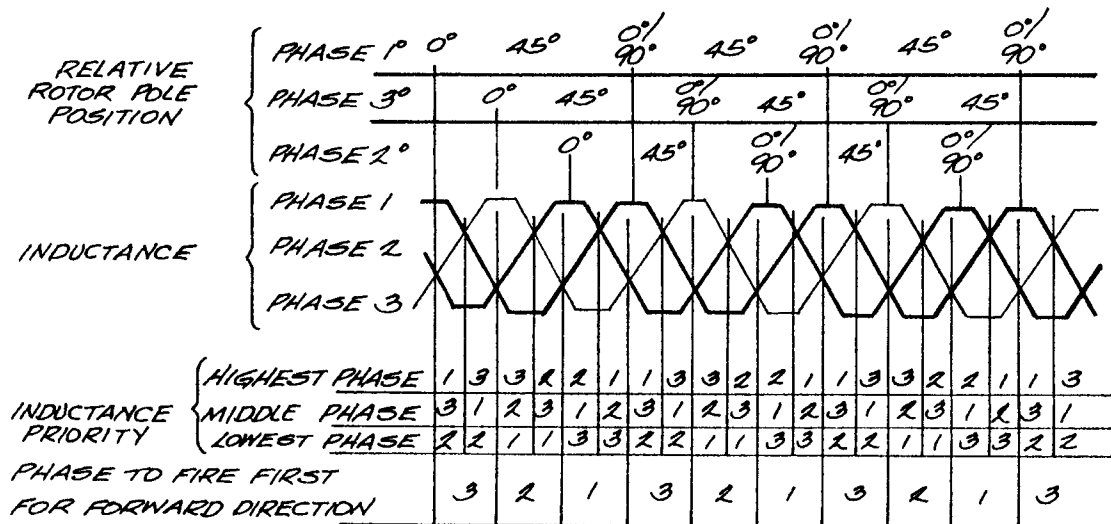 PHASE 1° 0° 45° 0°/90° 45° 0°/90° 45° 0°/90°
RELATIVE ROTOR POLE POSITION
PHASE 3° 0° 45° 0°/90° 45° 0°/90° 45°
PHASE 2° 0° 45° 0°/90° 45° 0°/90°
PHASE 1
INDUCTANCE
PHASE 2
PHASE 3
HIGHEST PHASE 1 3 3 2 2 1 1 3 3 2 2 1 1 3 3 2 2 1 1 3
INDUCTANCE PRIORITY
MIDDLE PHASE 3 1 2 3 1 2 3 1 2 3 1 2 3 1 2 3 1 2 3 1
LOWEST PHASE 2 2 1 1 3 3 2 2 1 1 3 3 2 2 1 1 3 3 2 2
PHASE TO FIRE FIRST
FOR FORWARD DIRECTION 3 2 1 3 2 1 3 2 1 3